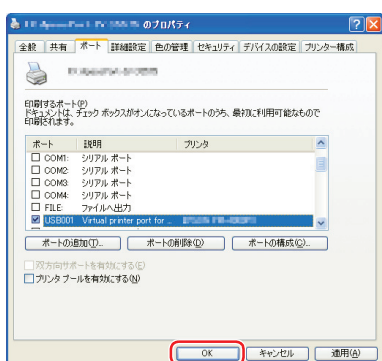 のプロパティ
全般 共有 ポート 詳細設定 色の管理 セキュリティ デバイスの設定 プリンター構成
印刷するポート(P)
ドキュメントは、チェック ボックスがオンになっているポートのうち、最初に利用可能なもので
印刷されます。
ポート 説明 プリンタ
COM1: シリアル ポート
COM2: シリアル ポート
COM3: シリアル ポート
COM4: シリアル ポート
FILE: ファイルへ出力
USB001 Virtual printer port for ...
ポートの追加(T)... ポートの削除(D) ポートの構成(C)...
双方向サポートを有効にする(E)
プリンタ プールを有効にする(N)
OK キャンセル 適用(A)